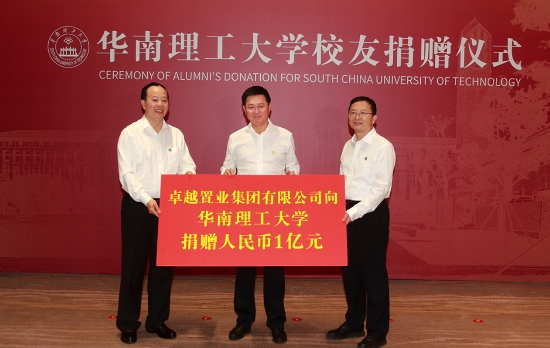 华南理工大学校友捐赠仪式
CEREMONY OF ALUMNI'S DONATION FOR SOUTH CHINA UNIVERSITY OF TECHNOLOGY
卓越置业集团有限公司向
华南理工大学
捐赠人民币1亿元